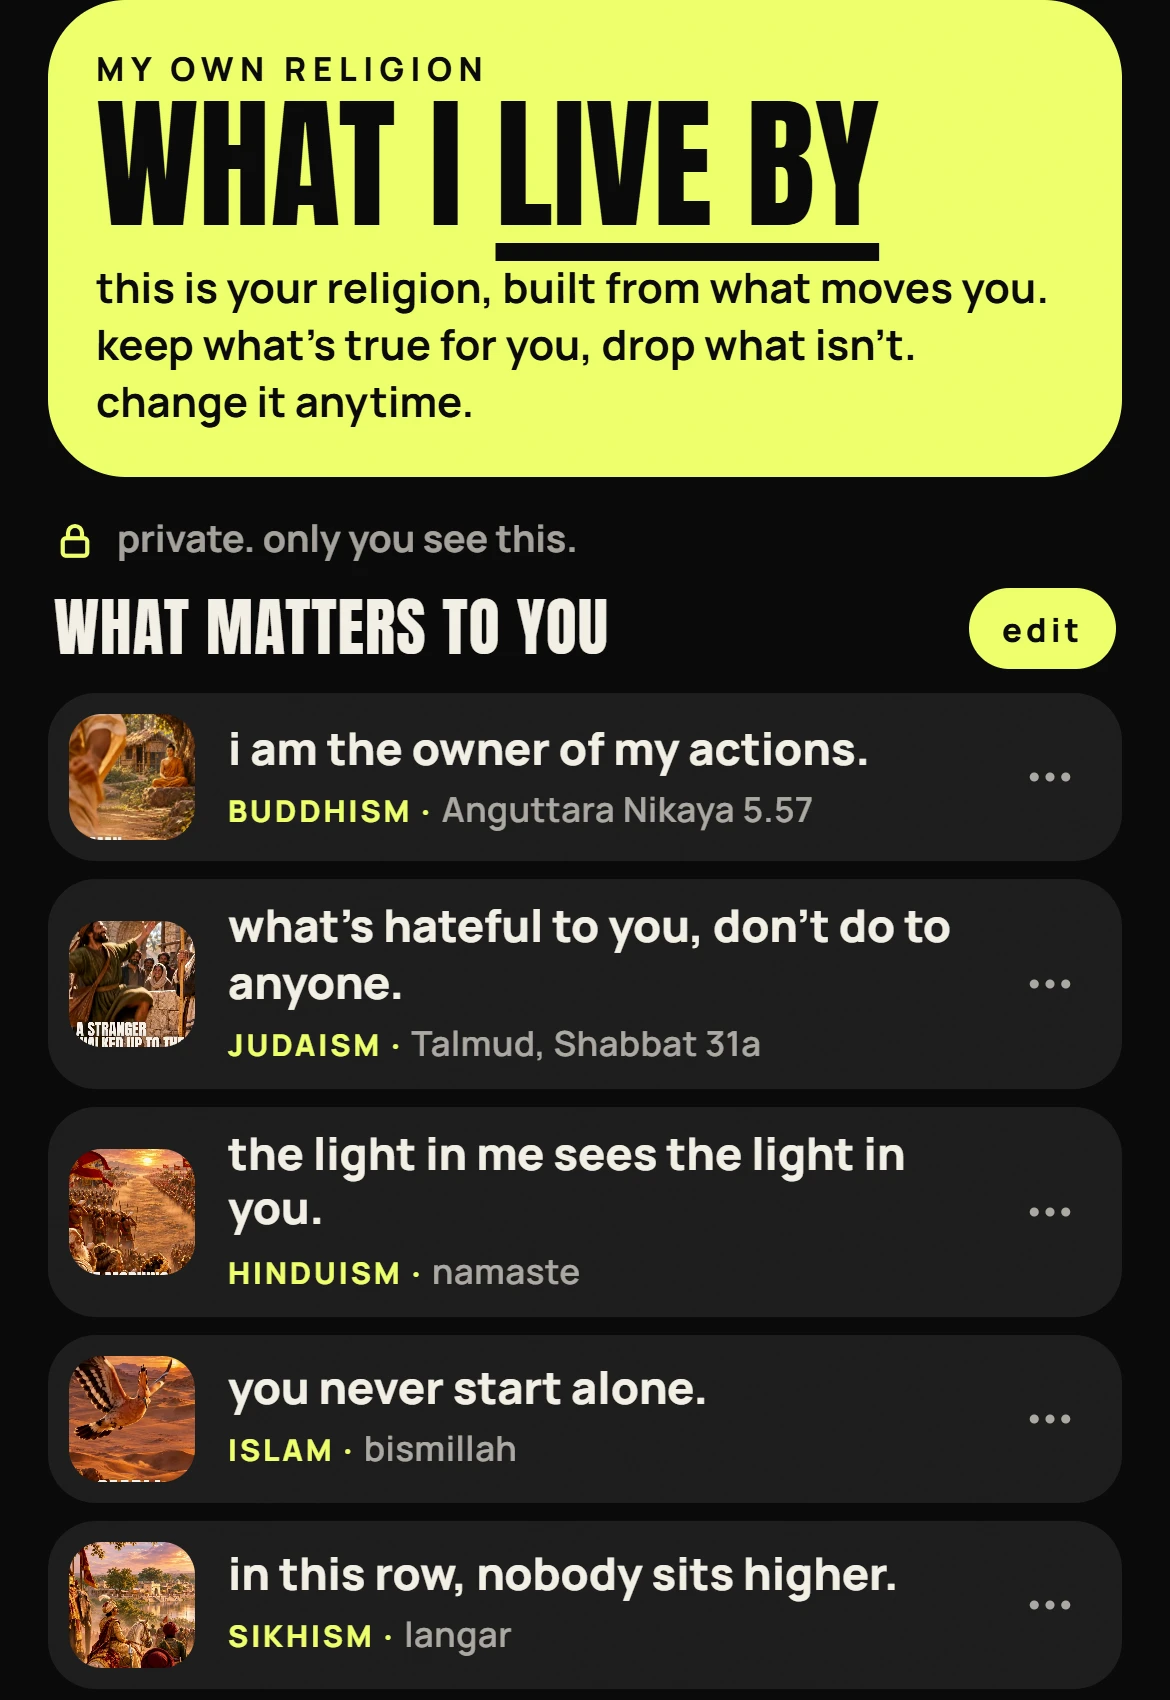 MY OWN RELIGION
WHAT I LIVE BY
this is your religion, built from what moves you.
keep what’s true for you, drop what isn’t.
change it anytime.
private. only you see this.
WHAT MATTERS TO YOU
edit
i am the owner of my actions.
BUDDHISM · Anguttara Nikaya 5.57
what’s hateful to you, don’t do to
anyone.
A STRANGER
WALKED UP TO THE
JUDAISM · Talmud, Shabbat 31a
the light in me sees the light in
you.
HINDUISM · namaste
you never start alone.
ISLAM · bismillah
in this row, nobody sits higher.
SIKHISM · langar